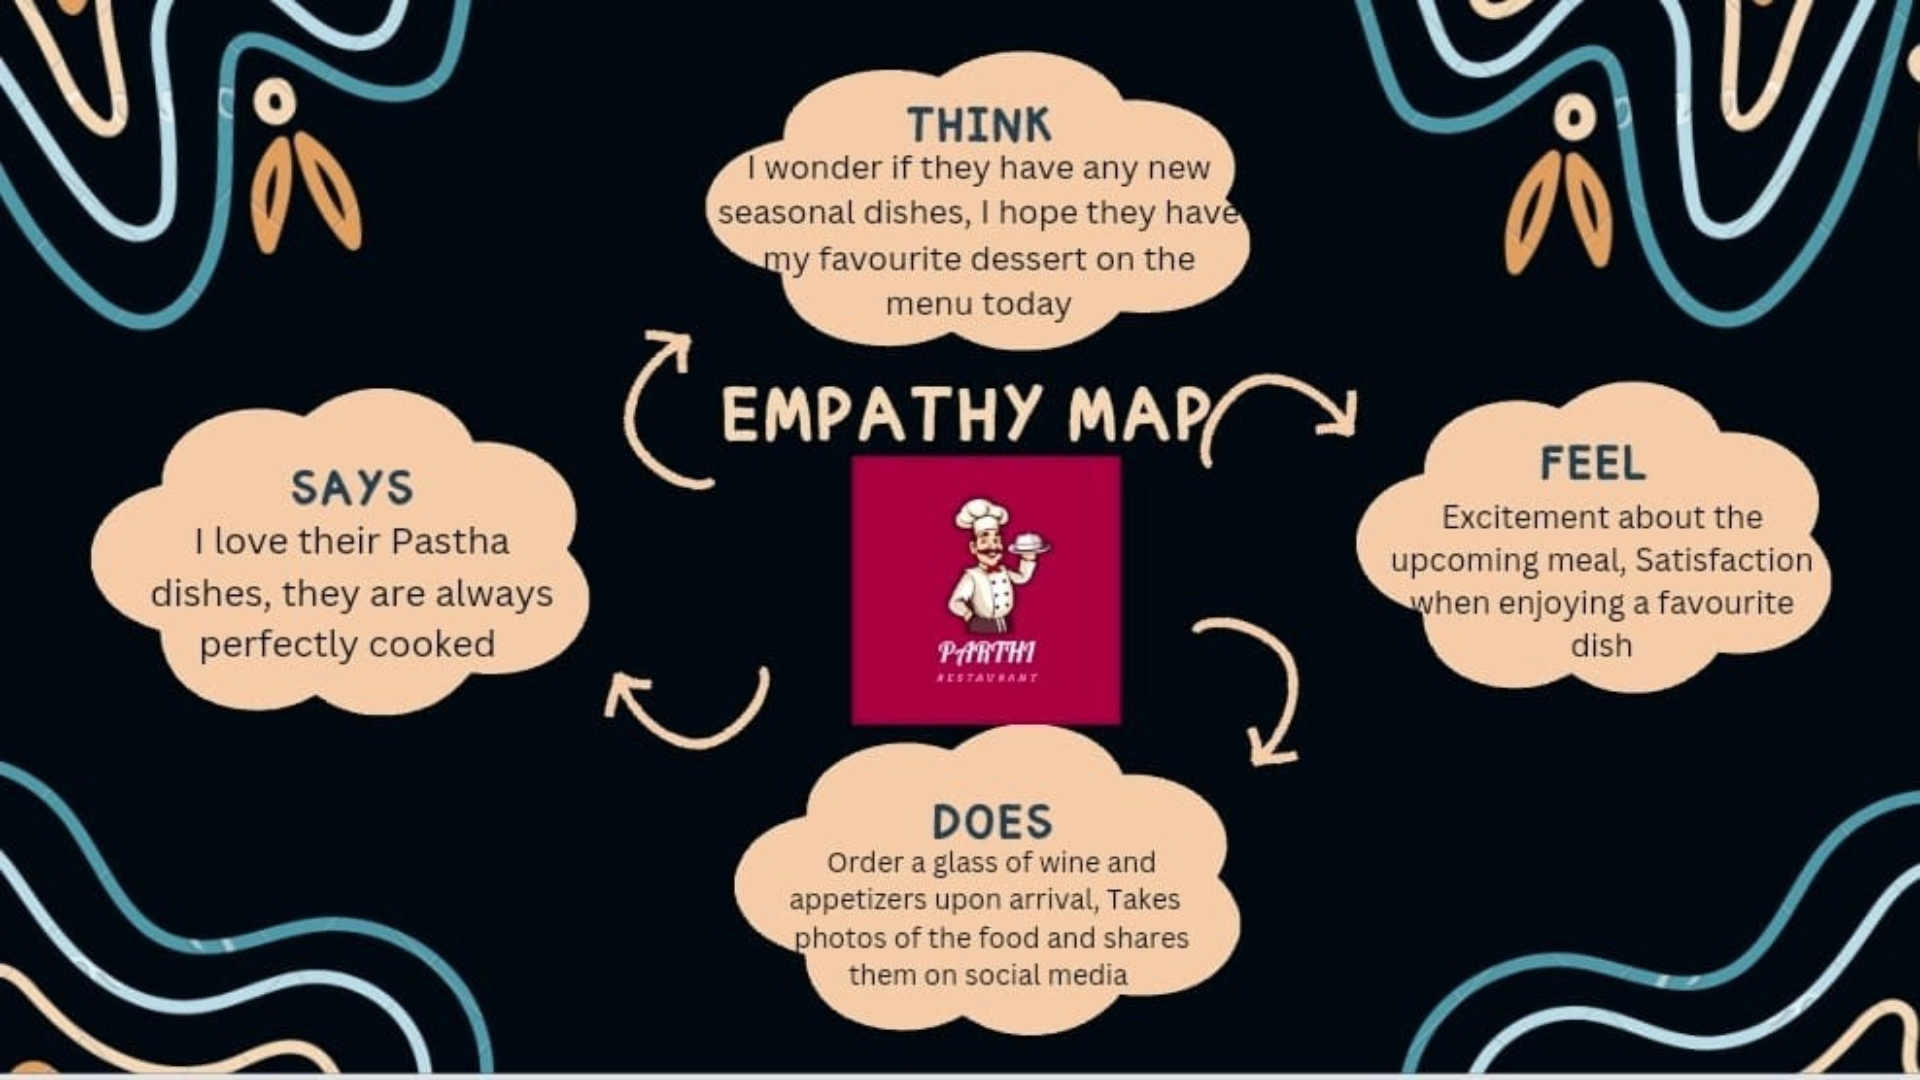 THINK
I wonder if they have any new
seasonal dishes, I hope they have
my favourite dessert on the
menu today
EMPATHY MAP
SAYS
I love their Pastha
dishes, they are always
perfectly cooked
FEEL
Excitement about the
upcoming meal, Satisfaction
when enjoying a favourite
dish
PARTHI
RESTAURANT
DOES
Order a glass of wine and
appetizers upon arrival, Takes
photos of the food and shares
them on social media